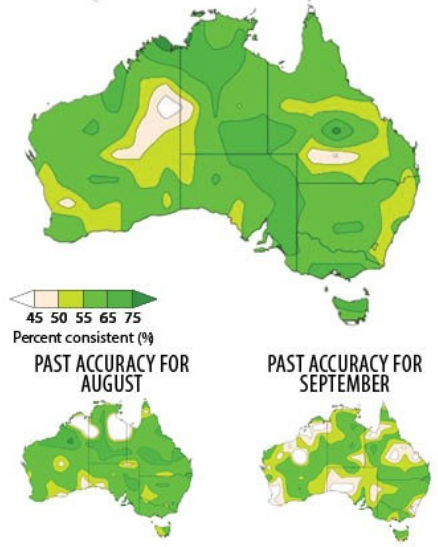 45 50 55 65 75
Percent consistent (%)
PAST ACCURACY FOR
AUGUST
PAST ACCURACY FOR
SEPTEMBER